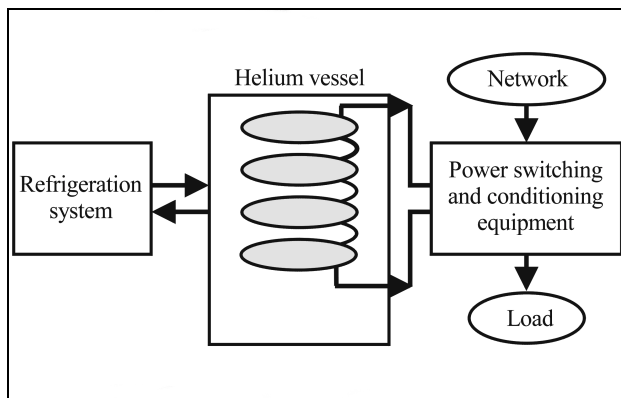 Helium vessel
Network
Refrigeration
system
Power switching
and conditioning
equipment
Load